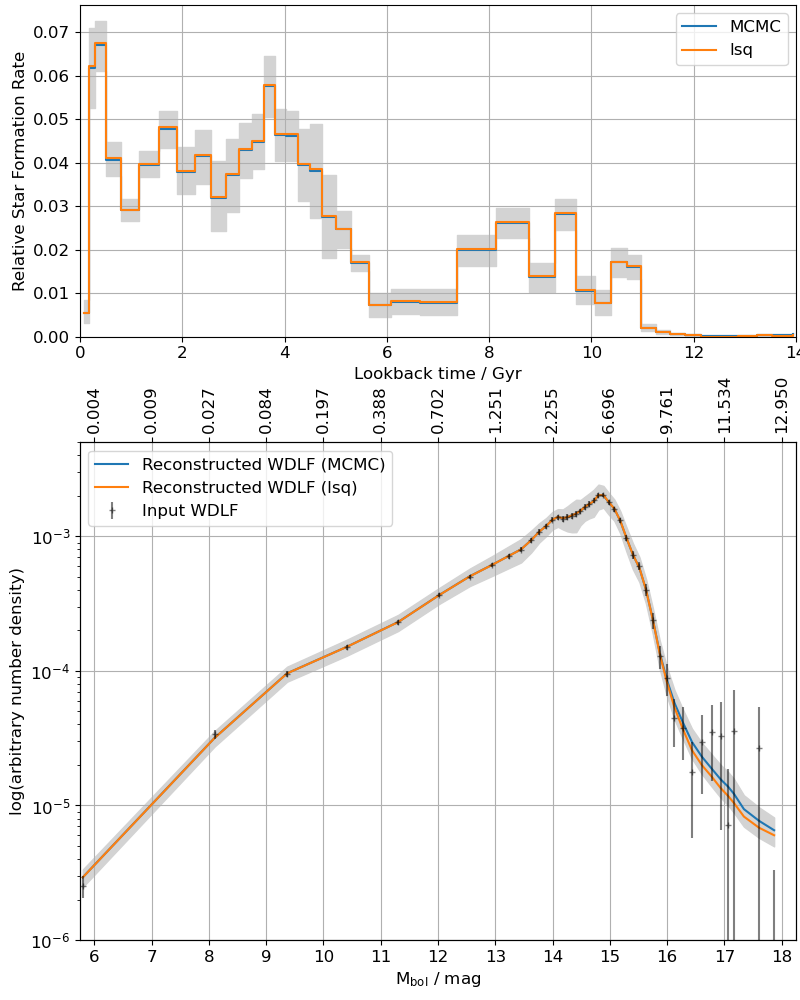 Relative Star Formation Rate
0.07
0.06
0.05
0.04
0.03
0.02
0.01
0.00
MCMC
lsq
0 2 4 6 8 10 12 14
Lookback time / Gyr
0.004 0.009 0.027 0.084 0.197 0.388 0.702 1.251 2.255 6.696 9.761 11.534 12.950
Reconstructed WDLF (MCMC)
Reconstructed WDLF (lsq)
Input WDLF
log(arbitrary number density)
10⁻³
10⁻⁴
10⁻⁵
10⁻⁶
6 7 8 9 10 11 12 13 14 15 16 17 18
M_bol / mag